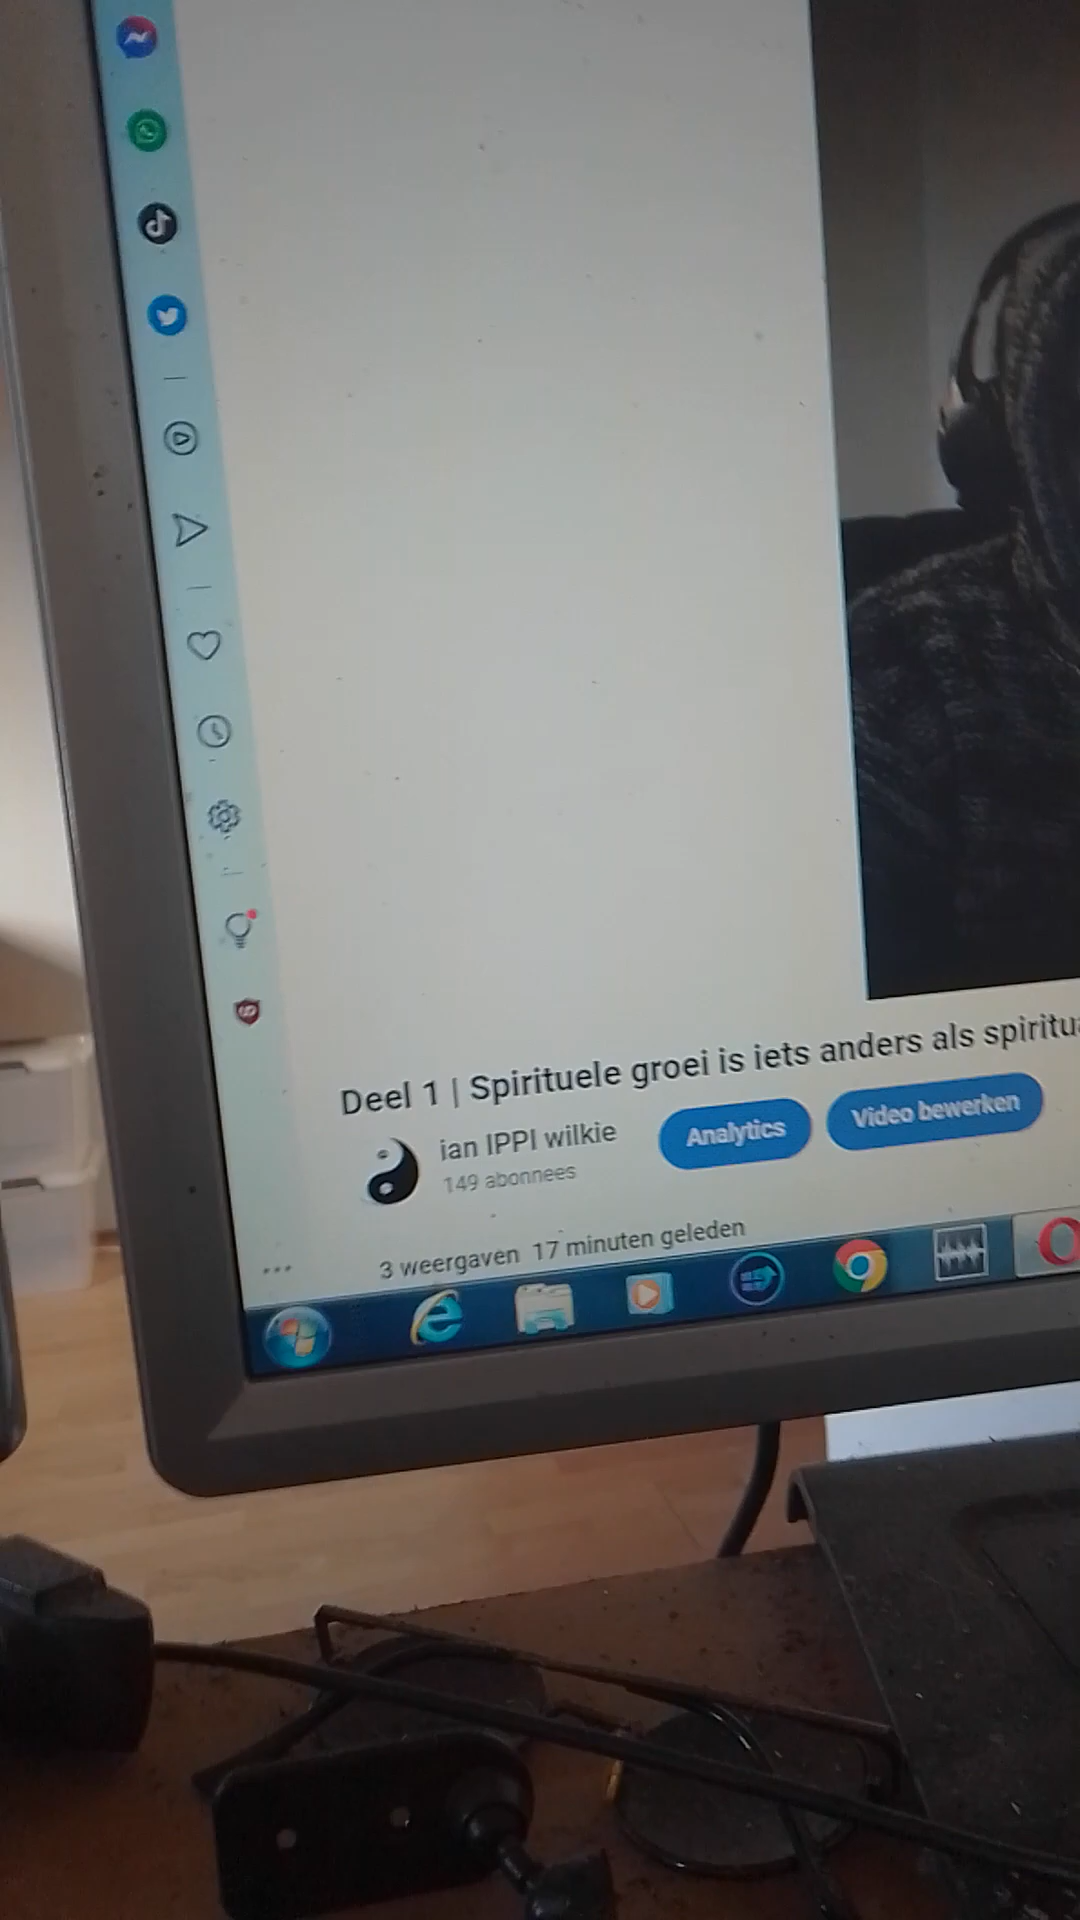 Deel 1 | Spirituele groei is iets anders als
ian IPPI wilkie
149 abonnees
Analytics
Video bewerken
3 weergaven 17 minuten geleden